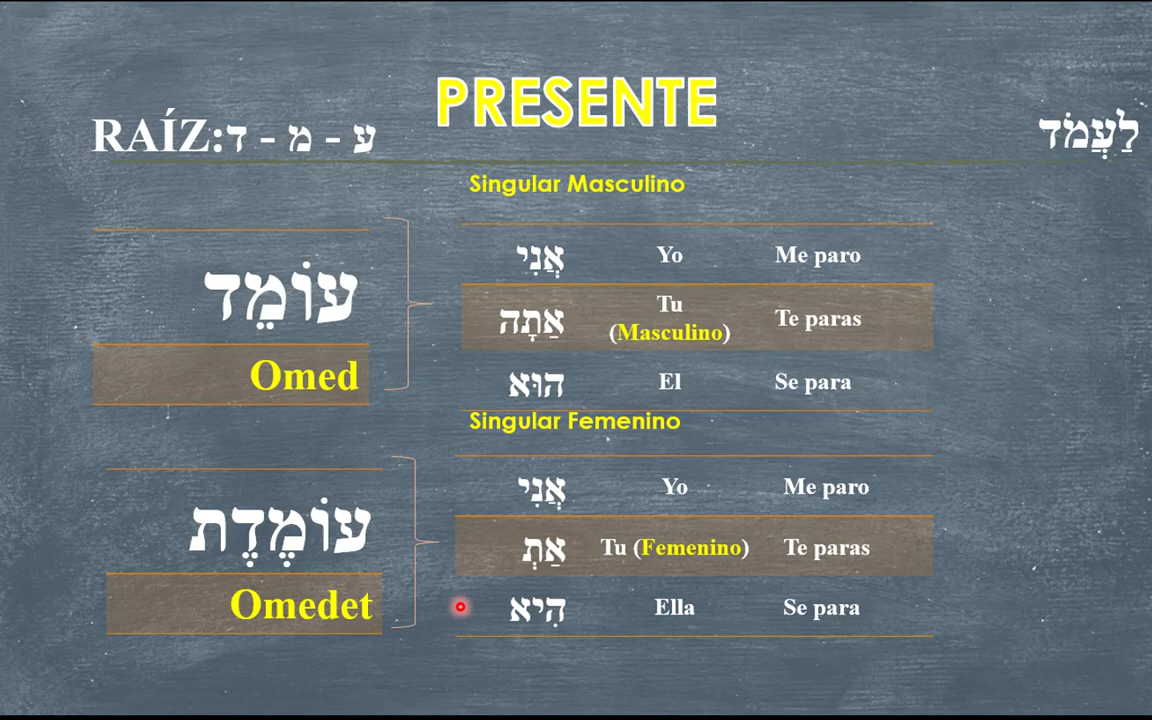 PRESENTE
RAÍZ: ע - מ - ד
לַעֲמֹד
Singular Masculino
עוֹמֵד
Omed
אֲנִי Yo Me paro
אַתָה Tu (Masculino) Te paras
הוּא El Se para
Singular Femenino
עוֹמֶדֶת
Omedet
אֲנִי Yo Me paro
אַתְ Tu (Femenino) Te paras
הִיא Ella Se para